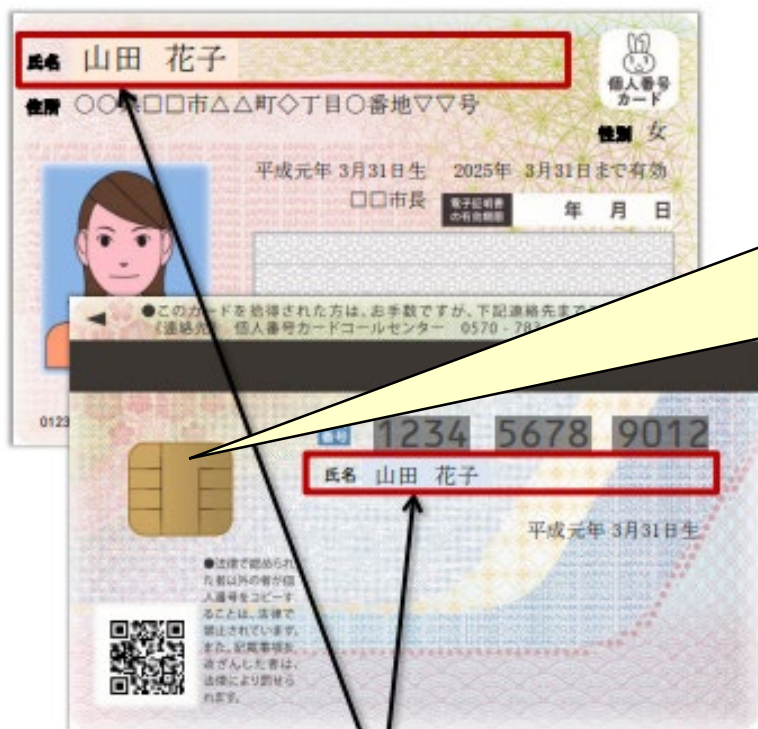 氏名 山田 花子
個人番号
カード
住所 ○○県□□市△△町◇丁目○番地▽▽号
性別 女
平成元年 3月31日生 2025年 3月31日まで有効
□□市長 電子証明書
の有効期限 年 月 日
0123
●このカードを拾得された方は、お手数ですが、下記連絡先まで
《連絡先》 個人番号カードコールセンター 0570-783
番号 1234 5678 9012
氏名 山田 花子
平成元年 3月31日生
●法律で認められ
た者以外の者が個
人番号をコピーす
ることは、法律で
禁止されています。
また、記載事項を
改ざんした者は、
法律により罰せら
れます。